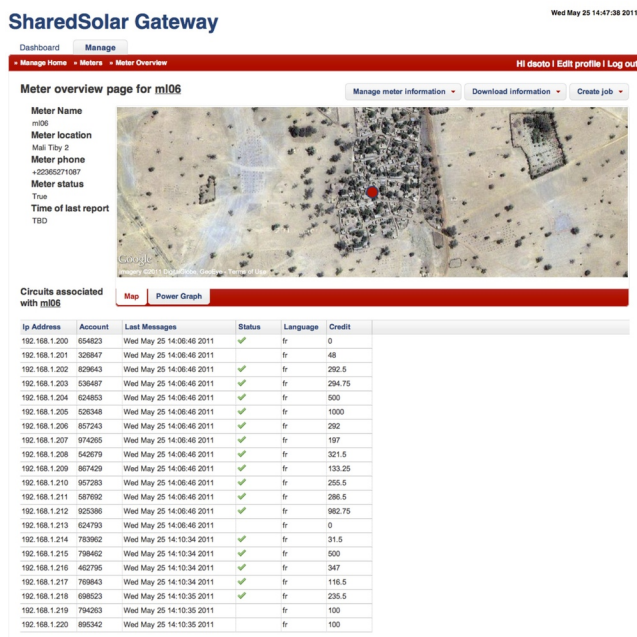 Wed May 25 14:47:38 2011
SharedSolar Gateway
Dashboard Manage
» Manage Home » Meters » Meter Overview Hi dsoto | Edit profile | Log out
Meter overview page for ml06 Manage meter information Download information Create job
Meter Name
ml06
Meter location
Mali Tiby 2
Meter phone
+22365271087
Meter status
True
Time of last report
TBD
Google
Imagery ©2011 DigitalGlobe, GeoEye - Terms of Use
Circuits associated
with ml06
Map Power Graph
Ip Address Account Last Messages Status Language Credit
192.168.1.200 654823 Wed May 25 14:06:46 2011 fr 0
192.168.1.201 326847 Wed May 25 14:06:46 2011 fr 48
192.168.1.202 829643 Wed May 25 14:06:46 2011 fr 292.5
192.168.1.203 536487 Wed May 25 14:06:46 2011 fr 294.75
192.168.1.204 624853 Wed May 25 14:06:46 2011 fr 500
192.168.1.205 526348 Wed May 25 14:06:46 2011 fr 1000
192.168.1.206 857243 Wed May 25 14:06:46 2011 fr 292
192.168.1.207 974265 Wed May 25 14:06:46 2011 fr 197
192.168.1.208 542679 Wed May 25 14:06:46 2011 fr 321.5
192.168.1.209 867429 Wed May 25 14:06:46 2011 fr 133.25
192.168.1.210 957283 Wed May 25 14:06:46 2011 fr 255.5
192.168.1.211 587692 Wed May 25 14:06:46 2011 fr 286.5
192.168.1.212 925386 Wed May 25 14:06:46 2011 fr 982.75
192.168.1.213 624793 Wed May 25 14:06:46 2011 fr 0
192.168.1.214 783962 Wed May 25 14:10:34 2011 fr 31.5
192.168.1.215 798462 Wed May 25 14:10:34 2011 fr 500
192.168.1.216 462795 Wed May 25 14:10:34 2011 fr 347
192.168.1.217 769843 Wed May 25 14:10:34 2011 fr 116.5
192.168.1.218 698523 Wed May 25 14:10:35 2011 fr 235.5
192.168.1.219 794263 Wed May 25 14:10:35 2011 fr 100
192.168.1.220 895342 Wed May 25 14:10:35 2011 fr 100